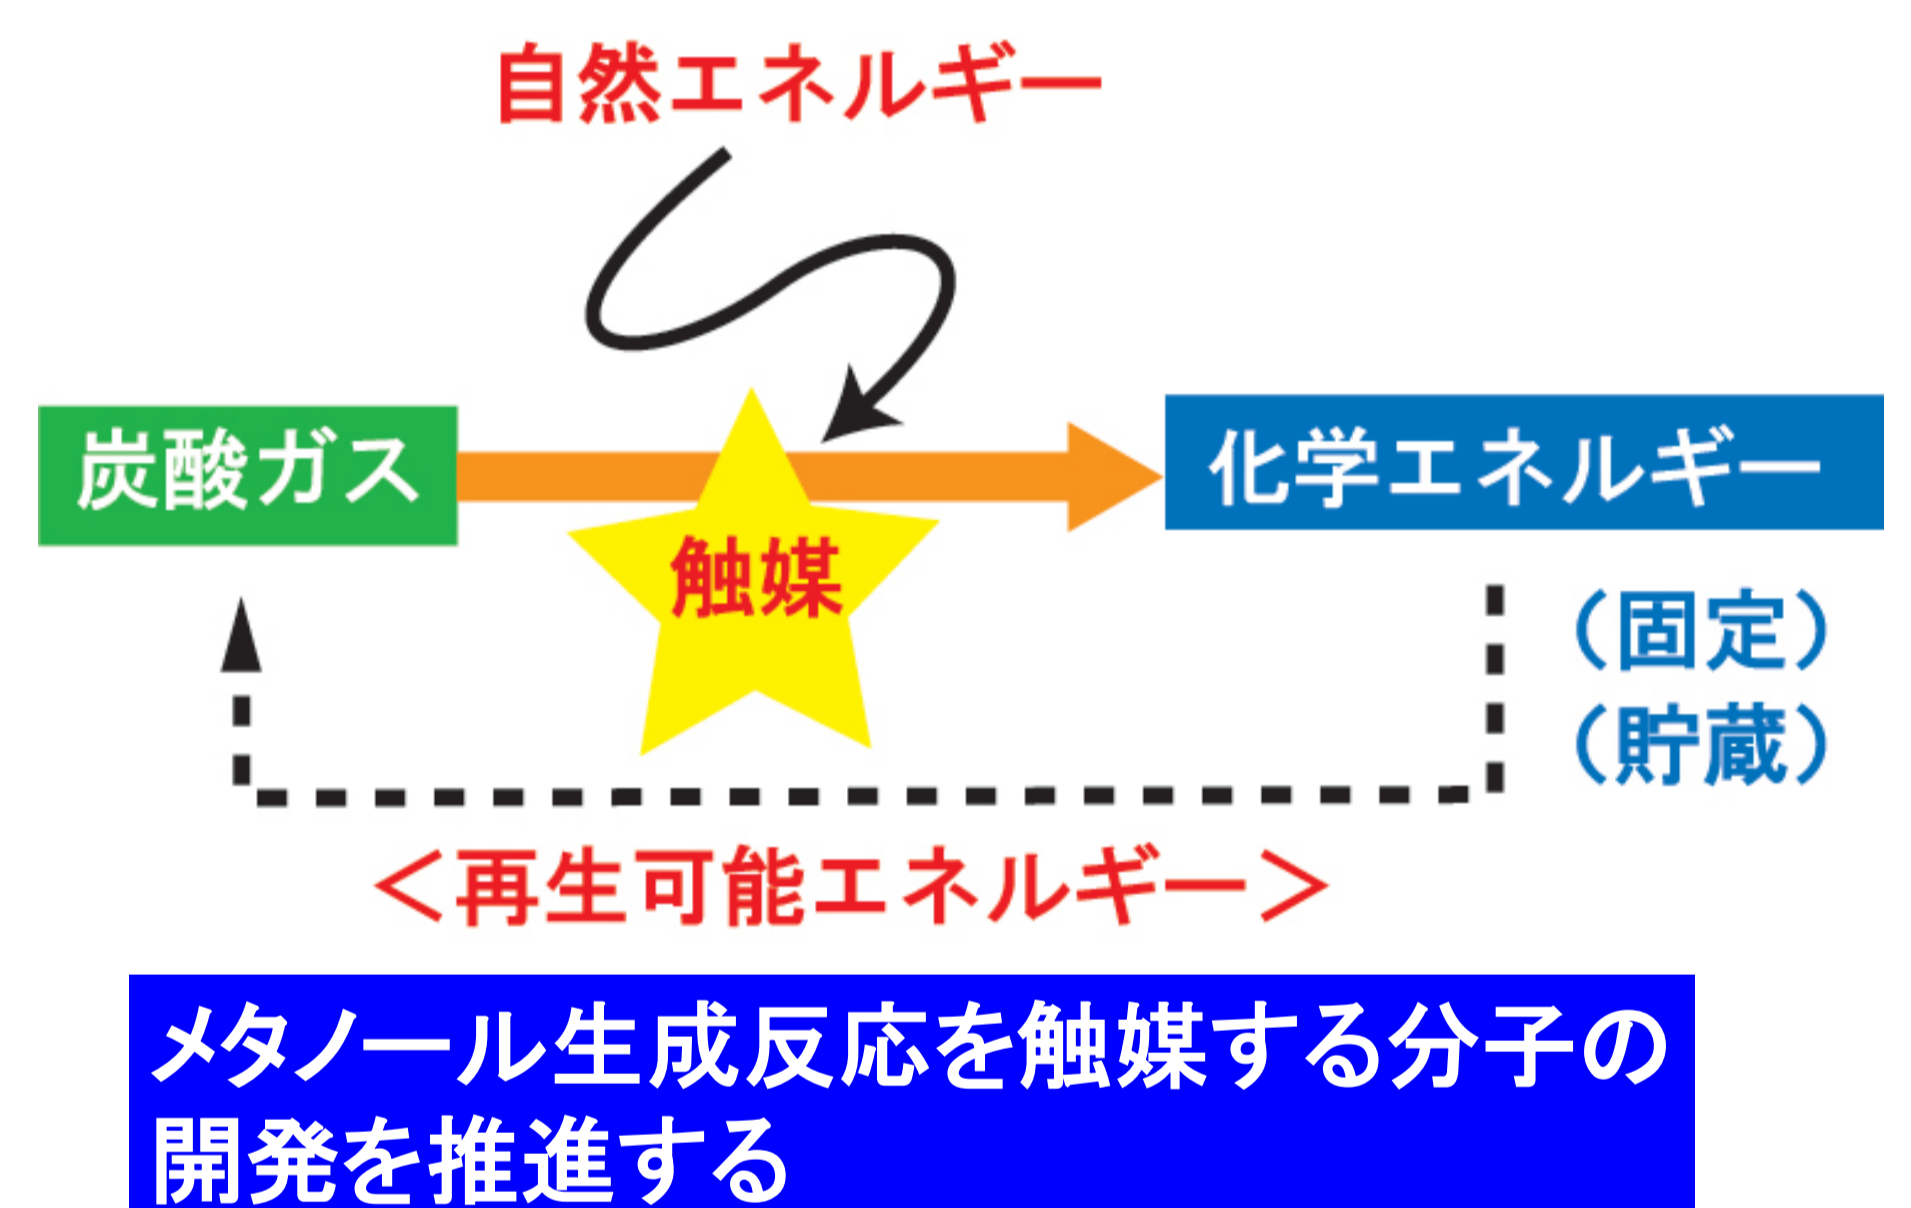 自然エネルギー
炭酸ガス
化学エネルギー
触媒
（固定）
（貯蔵）
＜再生可能エネルギー＞
メタノール生成反応を触媒する分子の
開発を推進する